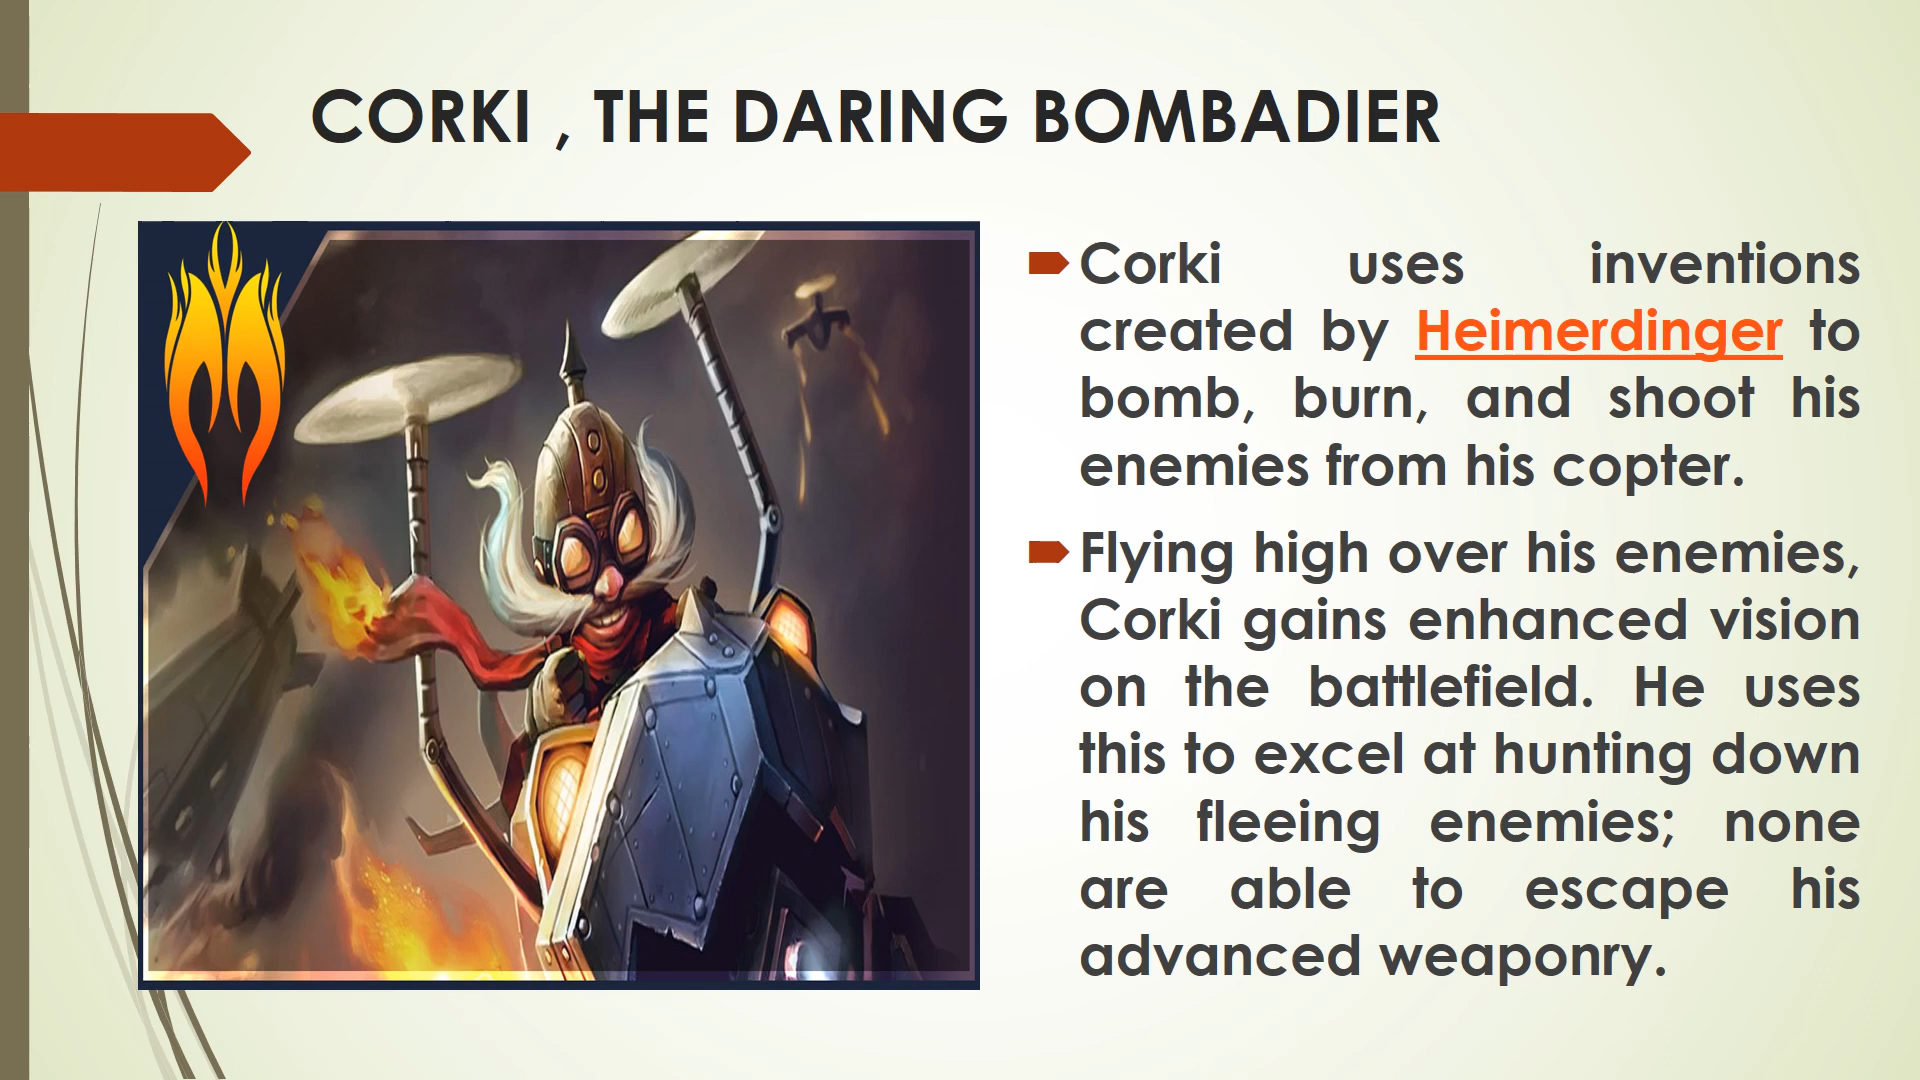 CORKI , THE DARING BOMBADIER
Corki uses inventions
created by Heimerdinger to
bomb, burn, and shoot his
enemies from his copter.
Flying high over his enemies,
Corki gains enhanced vision
on the battlefield. He uses
this to excel at hunting down
his fleeing enemies; none
are able to escape his
advanced weaponry.